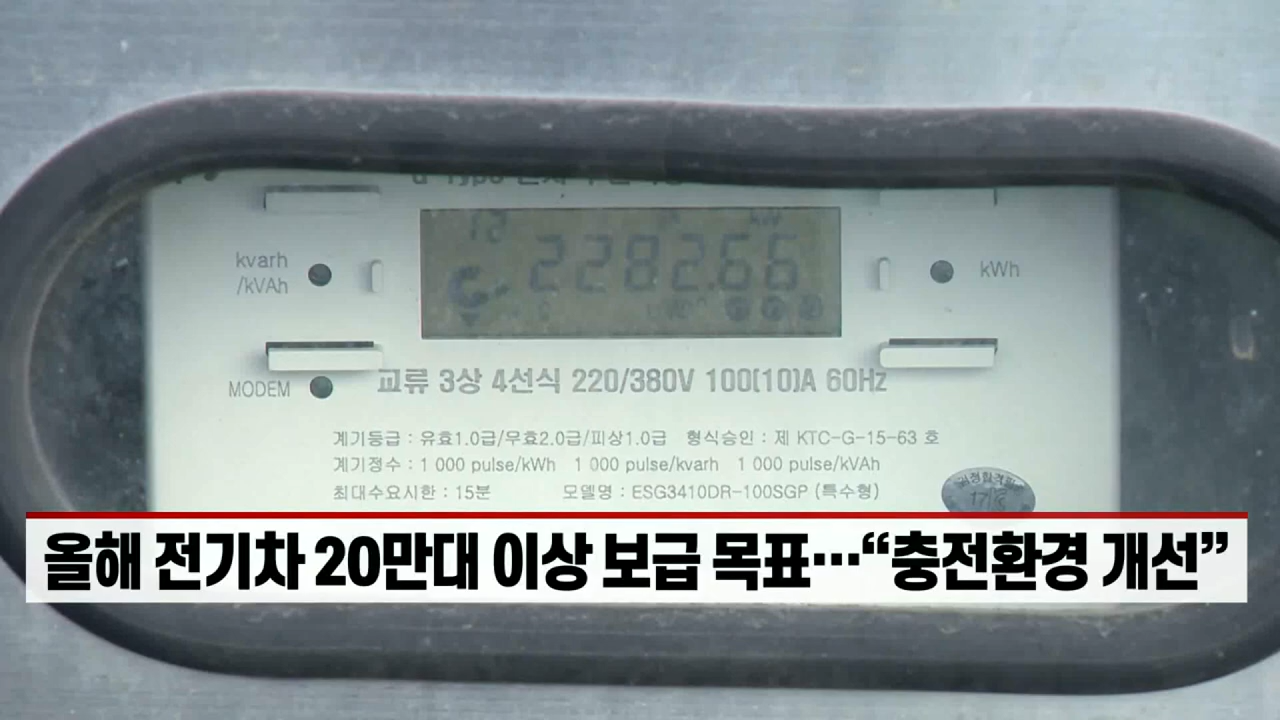 kvarh
/kVAh
kWh
2282.66
MODEM
교류 3상 4선식 220/380V 100(10)A 60Hz
계기등급 : 유효1.0급/무효2.0급/피상1.0급 형식승인 : 제 KTC-G-15-63 호
계기정수 : 1 000 pulse/kWh 1 000 pulse/kvarh 1 000 pulse/kVAh
최대수요시한 : 15분 모델명 : ESG3410DR-100SGP (특수형)
올해 전기차 20만대 이상 보급 목표…“충전환경 개선”